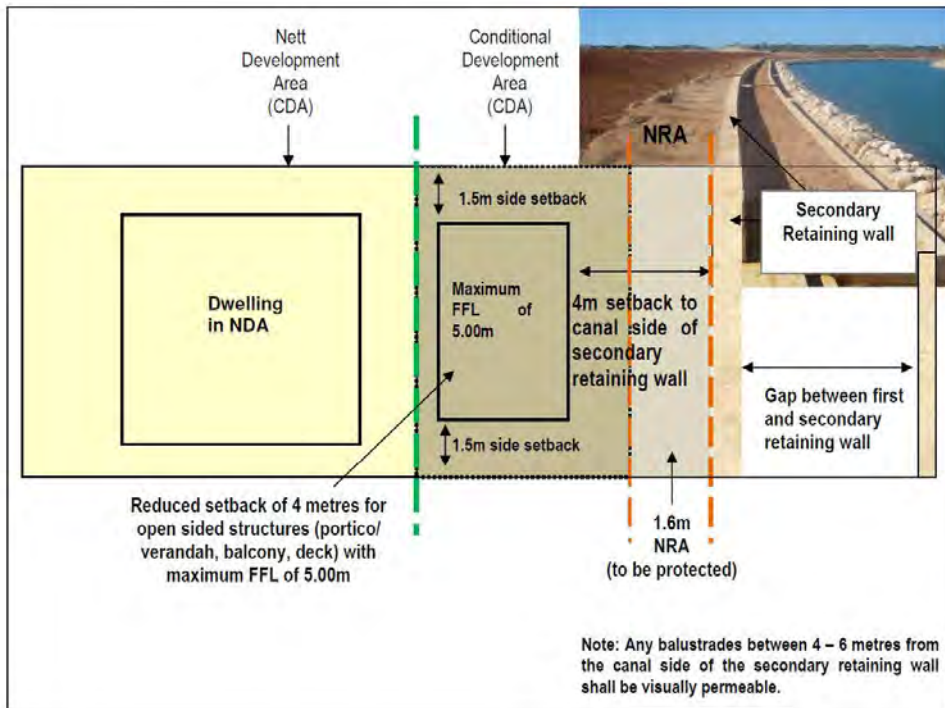 Nett
Development
Area
(CDA)
Conditional
Development
Area
(CDA)
NRA
1.5m side setback
Secondary
Retaining wall
Dwelling
in NDA
Maximum
FFL of
5.00m
4m setback to
canal side of
secondary
retaining wall
Gap between first
and secondary
retaining wall
1.5m side setback
Reduced setback of 4 metres for
open sided structures (portico/
verandah, balcony, deck) with
maximum FFL of 5.00m
1.6m
NRA
(to be protected)
Note: Any balustrades between 4 – 6 metres from
the canal side of the secondary retaining wall
shall be visually permeable.